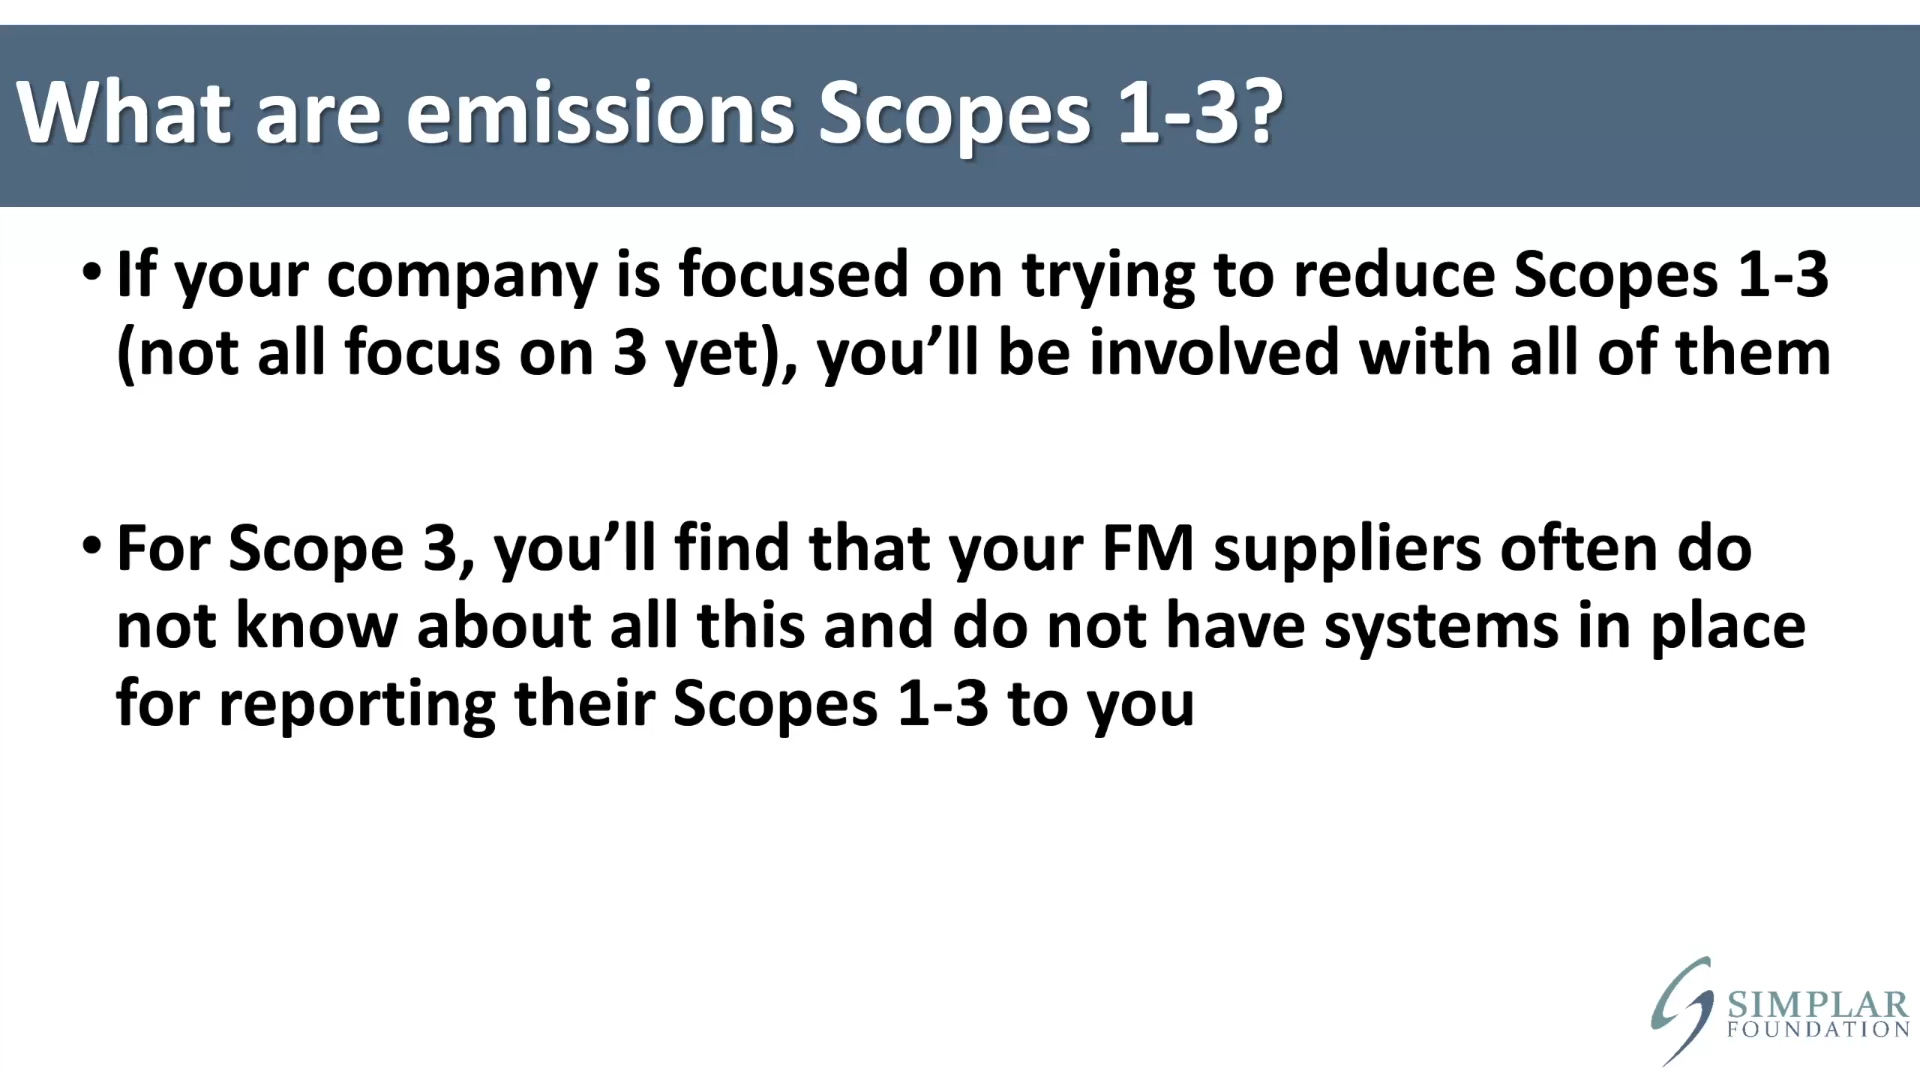 What are emissions Scopes 1-3?
• If your company is focused on trying to reduce Scopes 1-3
(not all focus on 3 yet), you’ll be involved with all of them
• For Scope 3, you’ll find that your FM suppliers often do
not know about all this and do not have systems in place
for reporting their Scopes 1-3 to you
SIMPLAR
FOUNDATION